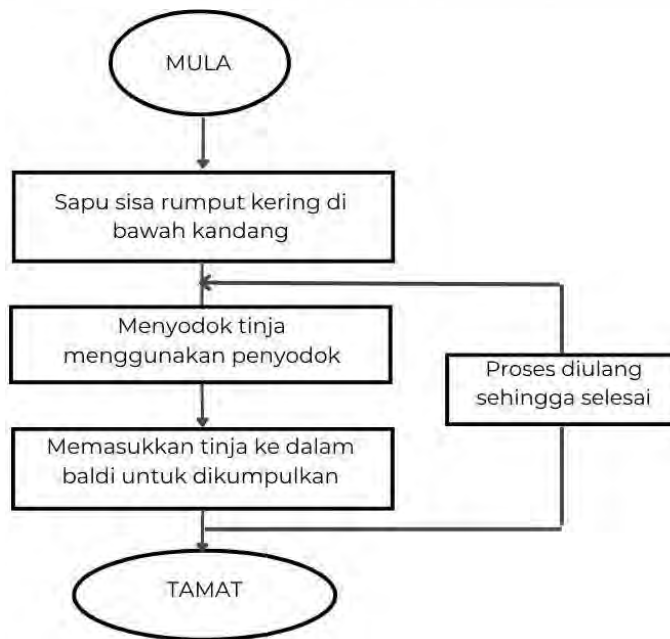 MULA
Sapu sisa rumput kering di
bawah kandang
Menyodok tinja
menggunakan penyodok
Proses diulang
sehingga selesai
Memasukkan tinja ke dalam
baldi untuk dikumpulkan
TAMAT